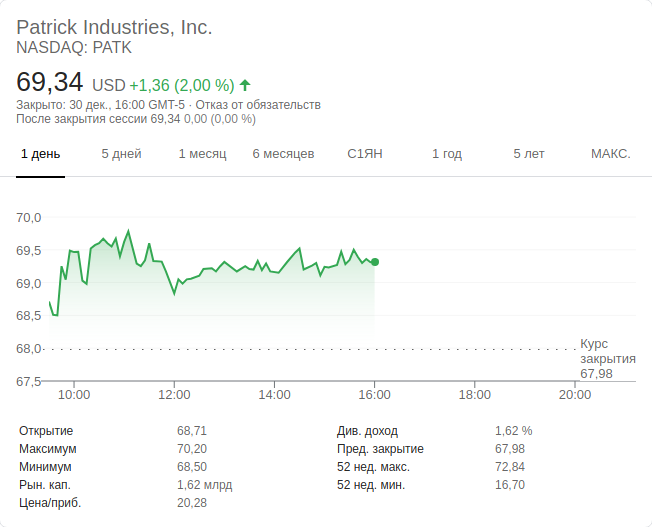 Patrick Industries, Inc.
NASDAQ: PATK
69,34 USD +1,36 (2,00 %)
Закрыто: 30 дек., 16:00 GMT-5 · Отказ от обязательств
После закрытия сессии 69,34 0,00 (0,00 %)
1 день 5 дней 1 месяц 6 месяцев С1ЯН 1 год 5 лет МАКС.
70,0
69,5
69,0
68,5
68,0
67,5
Курс
закрытия
67,98
10:00 12:00 14:00 16:00 18:00 20:00
Открытие 68,71 Див. доход 1,62 %
Максимум 70,20 Пред. закрытие 67,98
Минимум 68,50 52 нед. макс. 72,84
Рын. кап. 1,62 млрд 52 нед. мин. 16,70
Цена/приб. 20,28